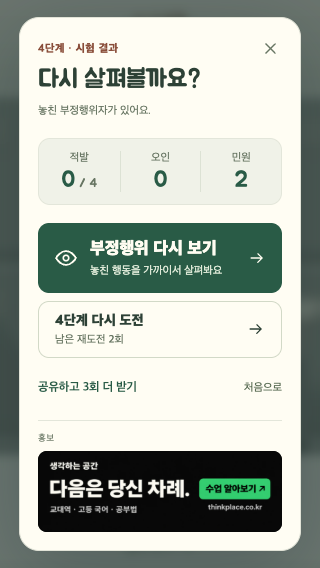 4단계 · 시험 결과
다시 살펴볼까요?
놓친 부정행위자가 있어요.
적발 오인 민원
0 / 4 0 2
부정행위 다시 보기
놓친 행동을 가까이서 살펴봐요
4단계 다시 도전
남은 재도전 2회
공유하고 3회 더 받기 처음으로
홍보
생각하는 공간
다음은 당신 차례. 수업 알아보기↗
교대역 · 고등 국어 · 공부법 thinkplace.co.kr